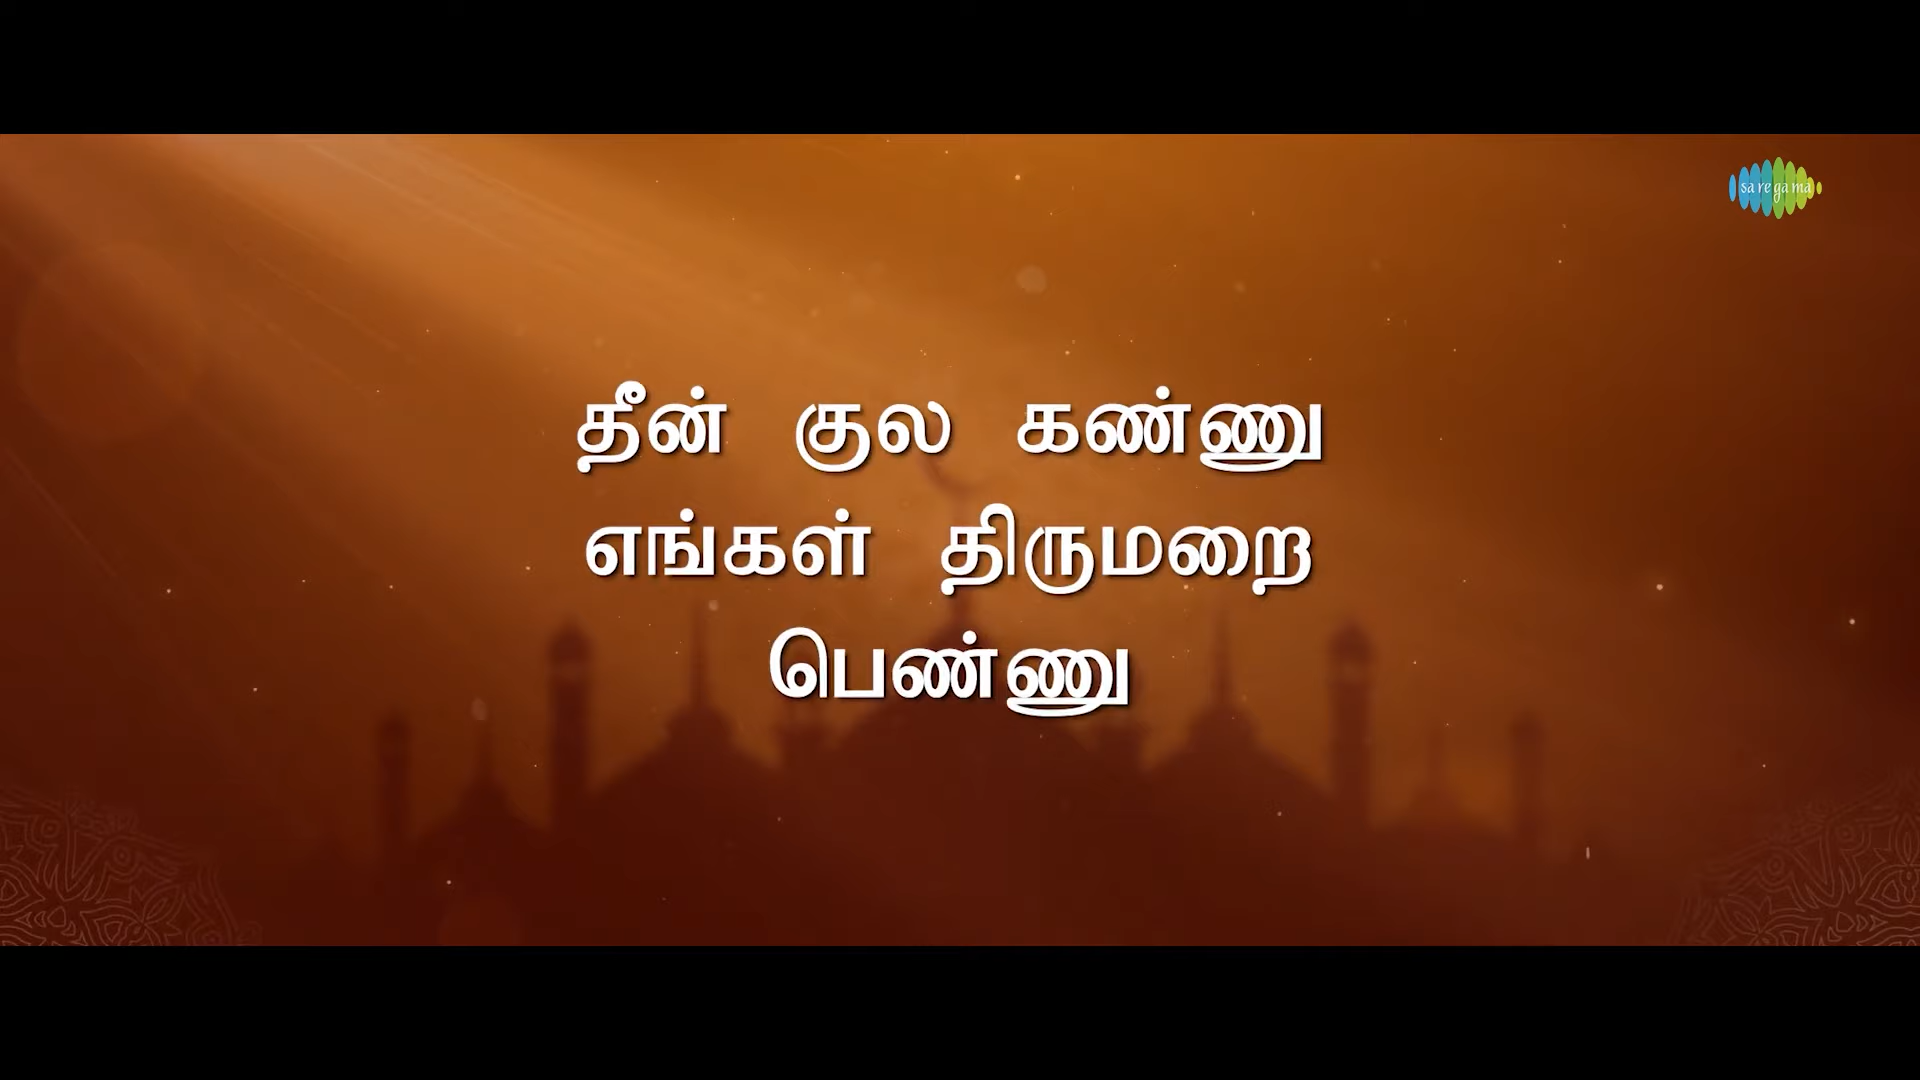 saregama
தீன் குல கண்ணு
எங்கள் திருமறை
பெண்ணு